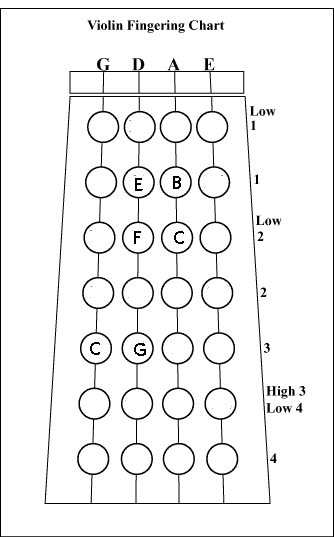 Violin Fingering Chart
G D A E
Low
1
E B 1
Low
F C 2
2
C G 3
High 3
Low 4
4